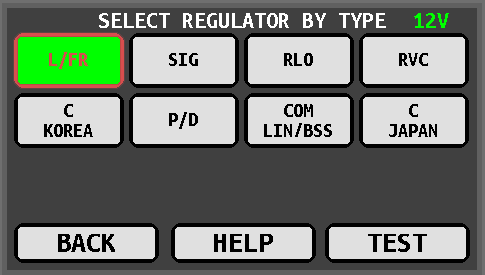 SELECT REGULATOR BY TYPE 12V
L/FR SIG RLO RVC
C KOREA P/D COM LIN/BSS C JAPAN
BACK HELP TEST